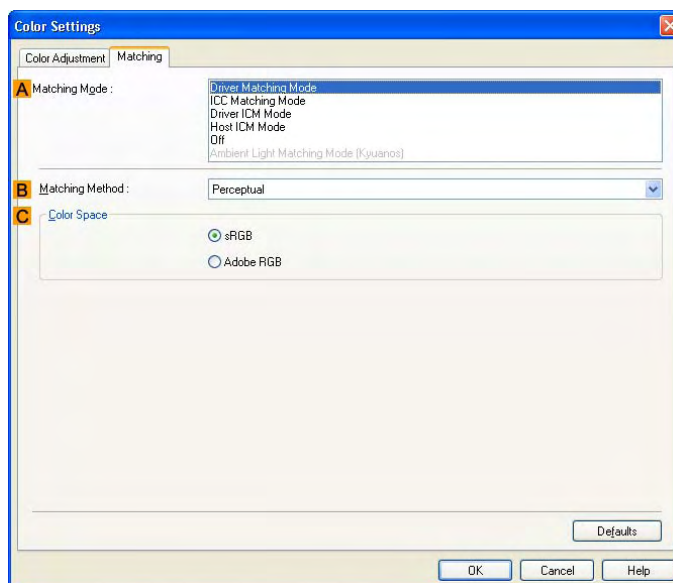 Color Settings
Color Adjustment Matching
A Matching Mode : Driver Matching Mode
ICC Matching Mode
Driver ICM Mode
Host ICM Mode
Off
Ambient Light Matching Mode (Kyuanos)
B Matching Method : Perceptual
C Color Space
sRGB
Adobe RGB
Defaults
OK Cancel Help